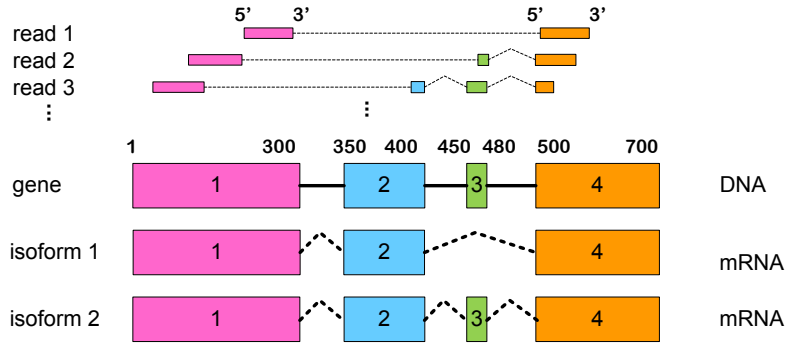 5’ 3’ 5’ 3’
read 1
read 2
read 3
1 300 350 400 450 480 500 700
gene 1 2 3 4 DNA
isoform 1 1 2 4 mRNA
isoform 2 1 2 3 4 mRNA